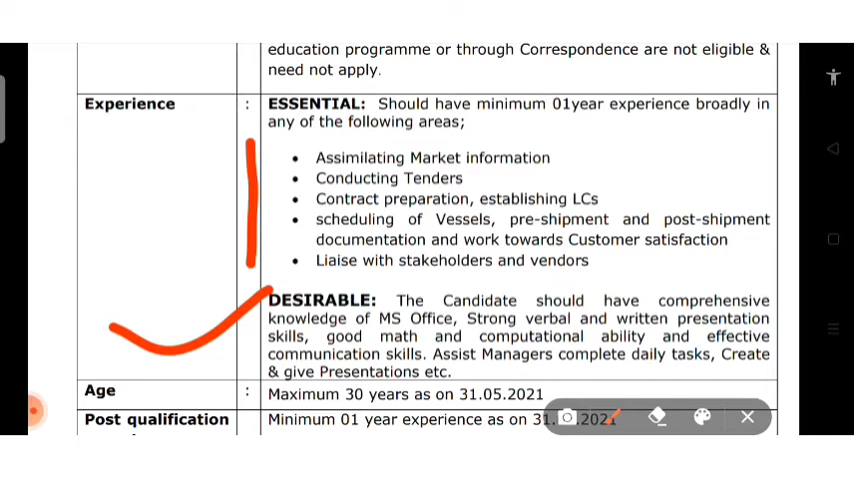 education programme or through Correspondence are not eligible &
need not apply.
Experience : ESSENTIAL: Should have minimum 01year experience broadly in
any of the following areas;
• Assimilating Market information
• Conducting Tenders
• Contract preparation, establishing LCs
• scheduling of Vessels, pre-shipment and post-shipment
documentation and work towards Customer satisfaction
• Liaise with stakeholders and vendors
DESIRABLE: The Candidate should have comprehensive
knowledge of MS Office, Strong verbal and written presentation
skills, good math and computational ability and effective
communication skills. Assist Managers complete daily tasks, Create
& give Presentations etc.
Age : Maximum 30 years as on 31.05.2021
Post qualification Minimum 01 year experience as on 31. .2021